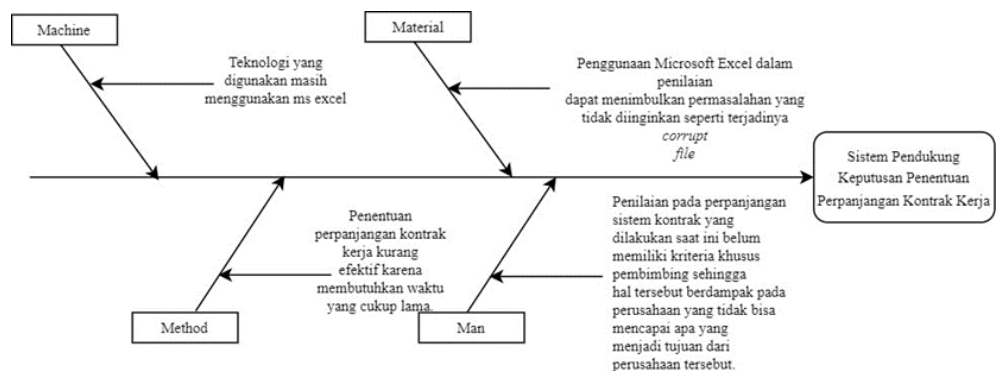 Machine
Teknologi yang
digunakan masih
menggunakan ms excel
Material
Penggunaan Microsoft Excel dalam
penilaian
dapat menimbulkan permasalahan yang
tidak diinginkan seperti terjadinya
corrupt
file
Sistem Pendukung
Keputusan Penentuan
Perpanjangan Kontrak Kerja
Penentuan
perpanjangan kontrak
kerja kurang
efektif karena
membutuhkan waktu
yang cukup lama.
Method
Penilaian pada perpanjangan
sistem kontrak yang
dilakukan saat ini belum
memiliki kriteria khusus
pembimbing sehingga
hal tersebut berdampak pada
perusahaan yang tidak bisa
mencapai apa yang
menjadi tujuan dari
perusahaan tersebut.
Man